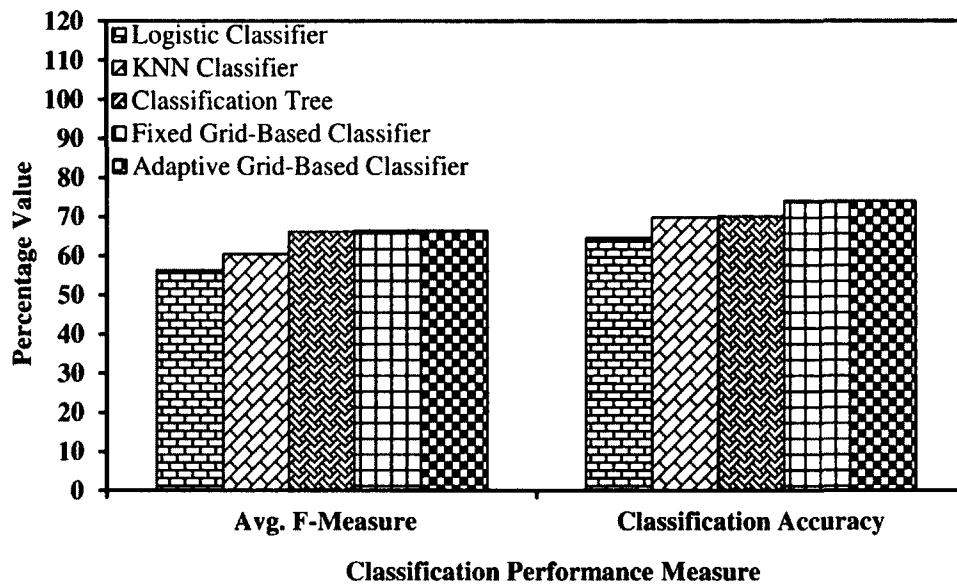 120
110
100
90
80
70
60
50
40
30
20
10
0
Percentage Value
Logistic Classifier
KNN Classifier
Classification Tree
Fixed Grid-Based Classifier
Adaptive Grid-Based Classifier
Avg. F-Measure
Classification Accuracy
Classification Performance Measure